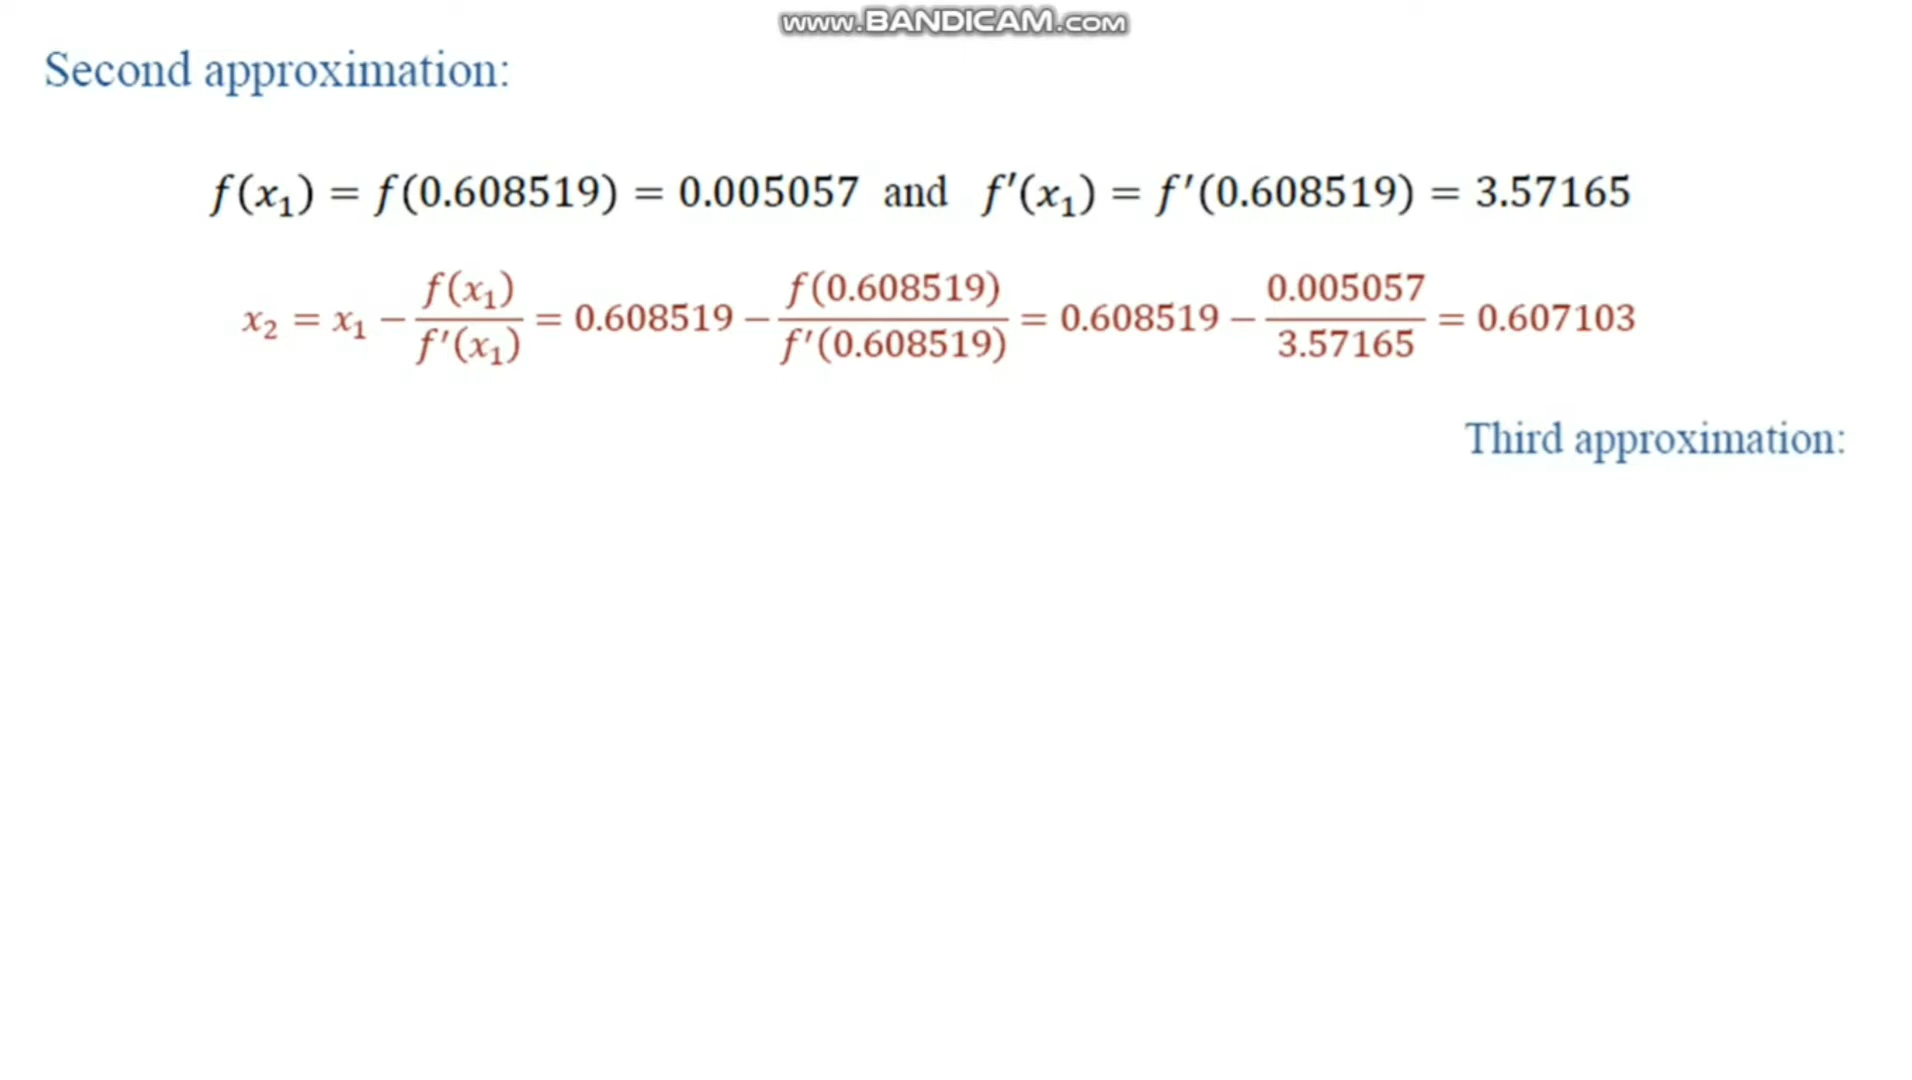 www.BANDICAM.com
Second approximation:
f(x₁) = f(0.608519) = 0.005057 and f′(x₁) = f′(0.608519) = 3.57165
x₂ = x₁ − f(x₁)/f′(x₁) = 0.608519 − f(0.608519)/f′(0.608519) = 0.608519 − 0.005057/3.57165 = 0.607103
Third approximation: